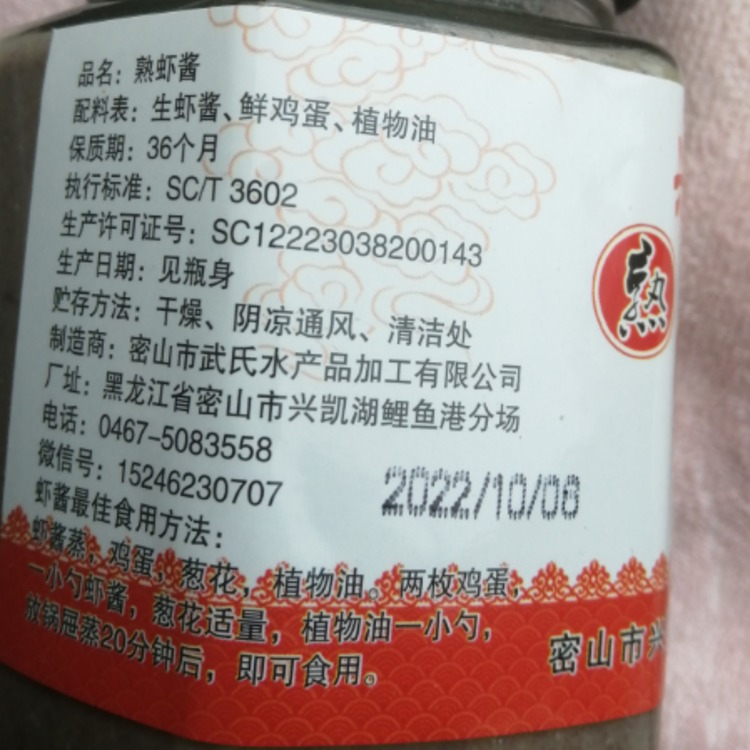 品名：熟虾酱
配料表：生虾酱、鲜鸡蛋、植物油
保质期：36个月
执行标准：SC/T 3602
生产许可证号：SC12223038200143
生产日期：见瓶身
贮存方法：干燥、阴凉通风、清洁处
制造商：密山市武氏水产品加工有限公司
厂址：黑龙江省密山市兴凯湖鲤鱼港分场
电话：0467-5083558
微信号：15246230707
2022/10/08
虾酱最佳食用方法：
虾酱蒸，鸡蛋，葱花，植物油。两枚鸡蛋，
一小勺虾酱，葱花适量，植物油一小勺，
放锅屉蒸20分钟后，即可食用。
熟
密山市兴